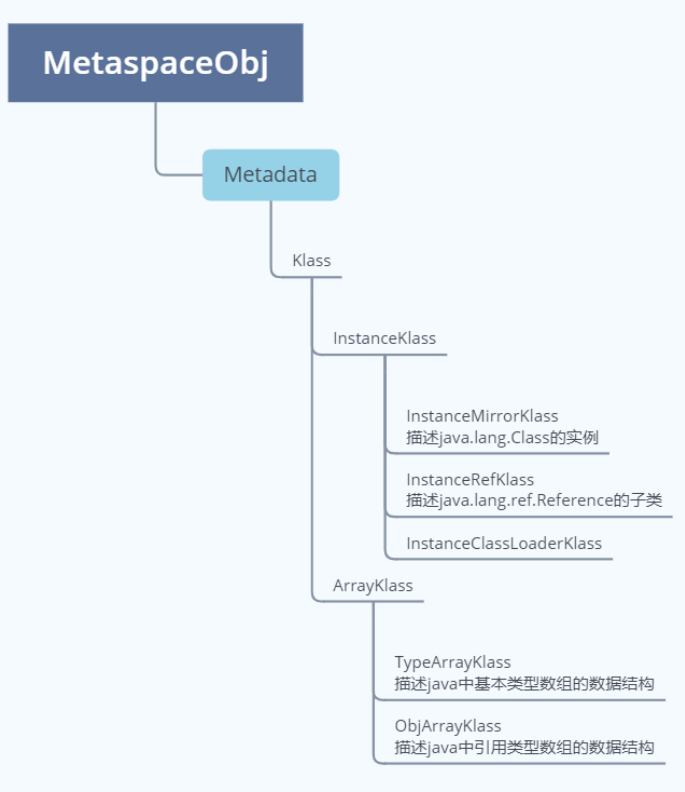 MetaspaceObj
Metadata
Klass
InstanceKlass
InstanceMirrorKlass
描述java.lang.Class的实例
InstanceRefKlass
描述java.lang.ref.Reference的子类
InstanceClassLoaderKlass
ArrayKlass
TypeArrayKlass
描述java中基本类型数组的数据结构
ObjArrayKlass
描述java中引用类型数组的数据结构